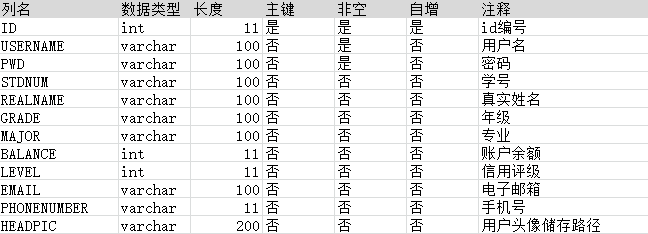 列名 数据类型 长度 主键 非空 自增 注释
ID int 11 是 是 是 id编号
USERNAME varchar 100 否 是 否 用户名
PWD varchar 100 否 是 否 密码
STDNUM varchar 100 否 否 否 学号
REALNAME varchar 100 否 否 否 真实姓名
GRADE varchar 100 否 否 否 年级
MAJOR varchar 100 否 否 否 专业
BALANCE int 11 否 否 否 账户余额
LEVEL int 11 否 否 否 信用评级
EMAIL varchar 100 否 否 否 电子邮箱
PHONENUMBER varchar 11 否 否 否 手机号
HEADPIC varchar 200 否 否 否 用户头像储存路径